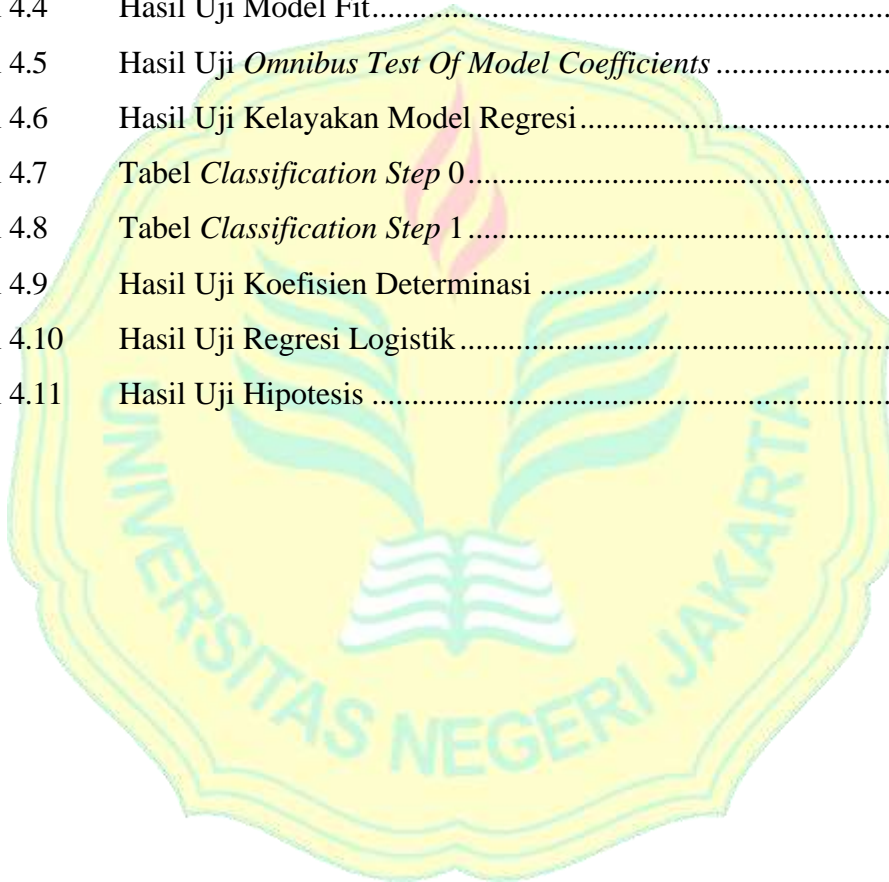 4.4 Hasil Uji Model Fit
4.5 Hasil Uji Omnibus Test Of Model Coefficients
4.6 Hasil Uji Kelayakan Model Regresi
4.7 Tabel Classification Step 0
4.8 Tabel Classification Step 1
4.9 Hasil Uji Koefisien Determinasi
4.10 Hasil Uji Regresi Logistik
4.11 Hasil Uji Hipotesis
UNIVERSITAS NEGERI JAKARTA